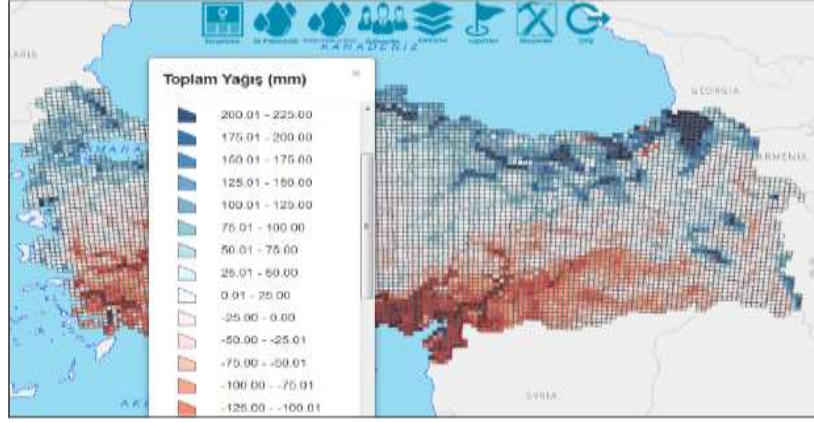 KARADENIZ
ARIA
GEORGIA
Toplam Yağış (mm)
200.01 - 225.00
175.01 - 200.00
150.01 - 175.00
125.01 - 150.00
100.01 - 125.00
75.01 - 100.00
50.01 - 75.00
25.01 - 50.00
0.01 - 25.00
-25.00 - 0.00
-50.00 - -25.01
-75.00 - -50.01
-100.00 - -75.01
-125.00 - -100.01
MARA
ARMENIA
SYRIA